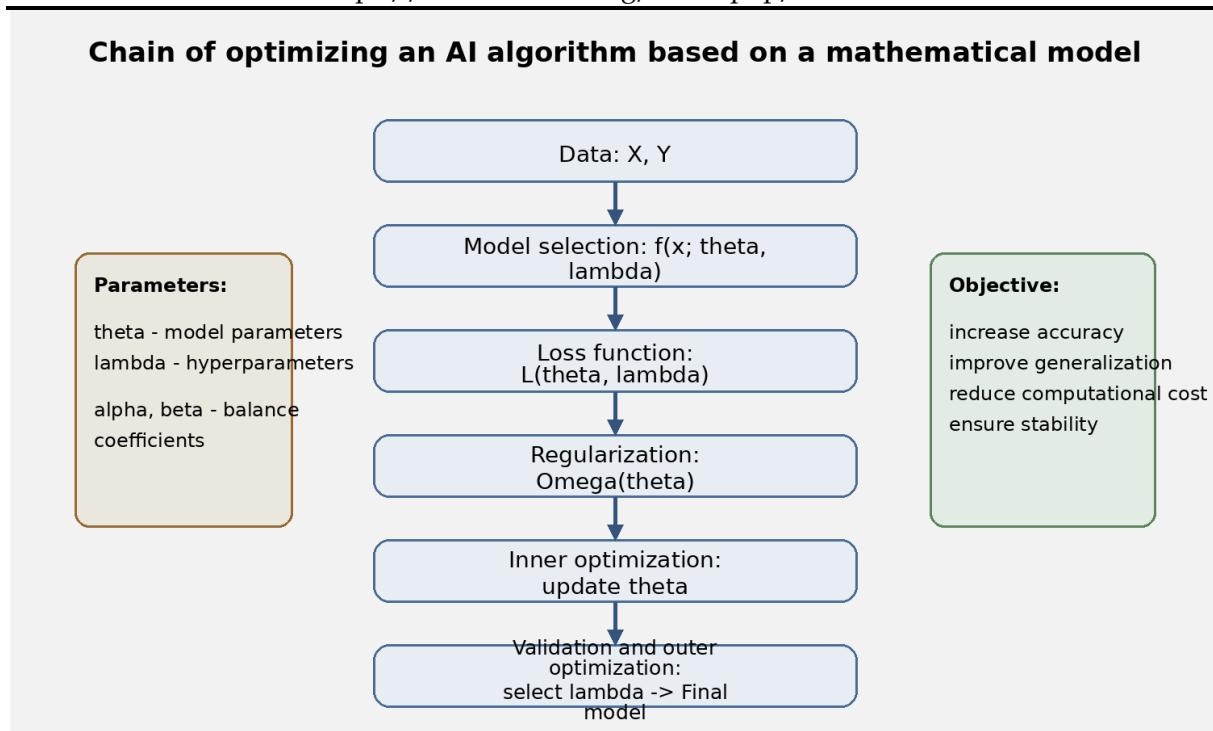 Chain of optimizing an AI algorithm based on a mathematical model
Data: X, Y
Model selection: f(x; theta,
lambda)
Parameters:
theta - model parameters
lambda - hyperparameters
alpha, beta - balance
coefficients
Objective:
increase accuracy
improve generalization
reduce computational cost
ensure stability
Loss function:
L(theta, lambda)
Regularization:
Omega(theta)
Inner optimization:
update theta
Validation and outer
optimization:
select lambda -> Final
model